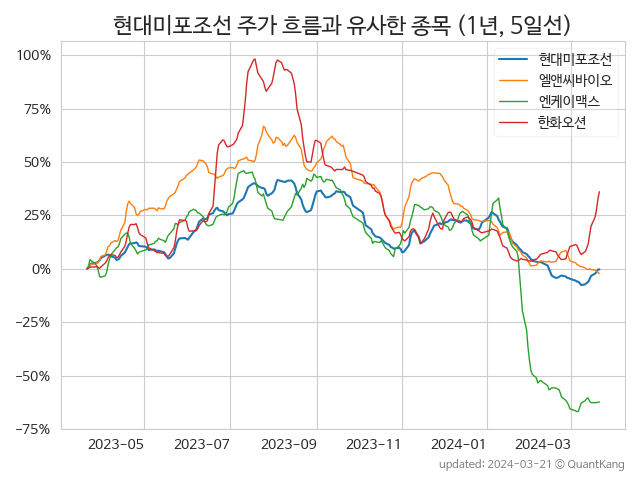 현대미포조선 주가 흐름과 유사한 종목 (1년, 5일선)
현대미포조선
엘앤씨바이오
엔케이맥스
한화오션
100%
75%
50%
25%
0%
−25%
−50%
−75%
2023-05 2023-07 2023-09 2023-11 2024-01 2024-03
updated: 2024-03-21 © QuantKang